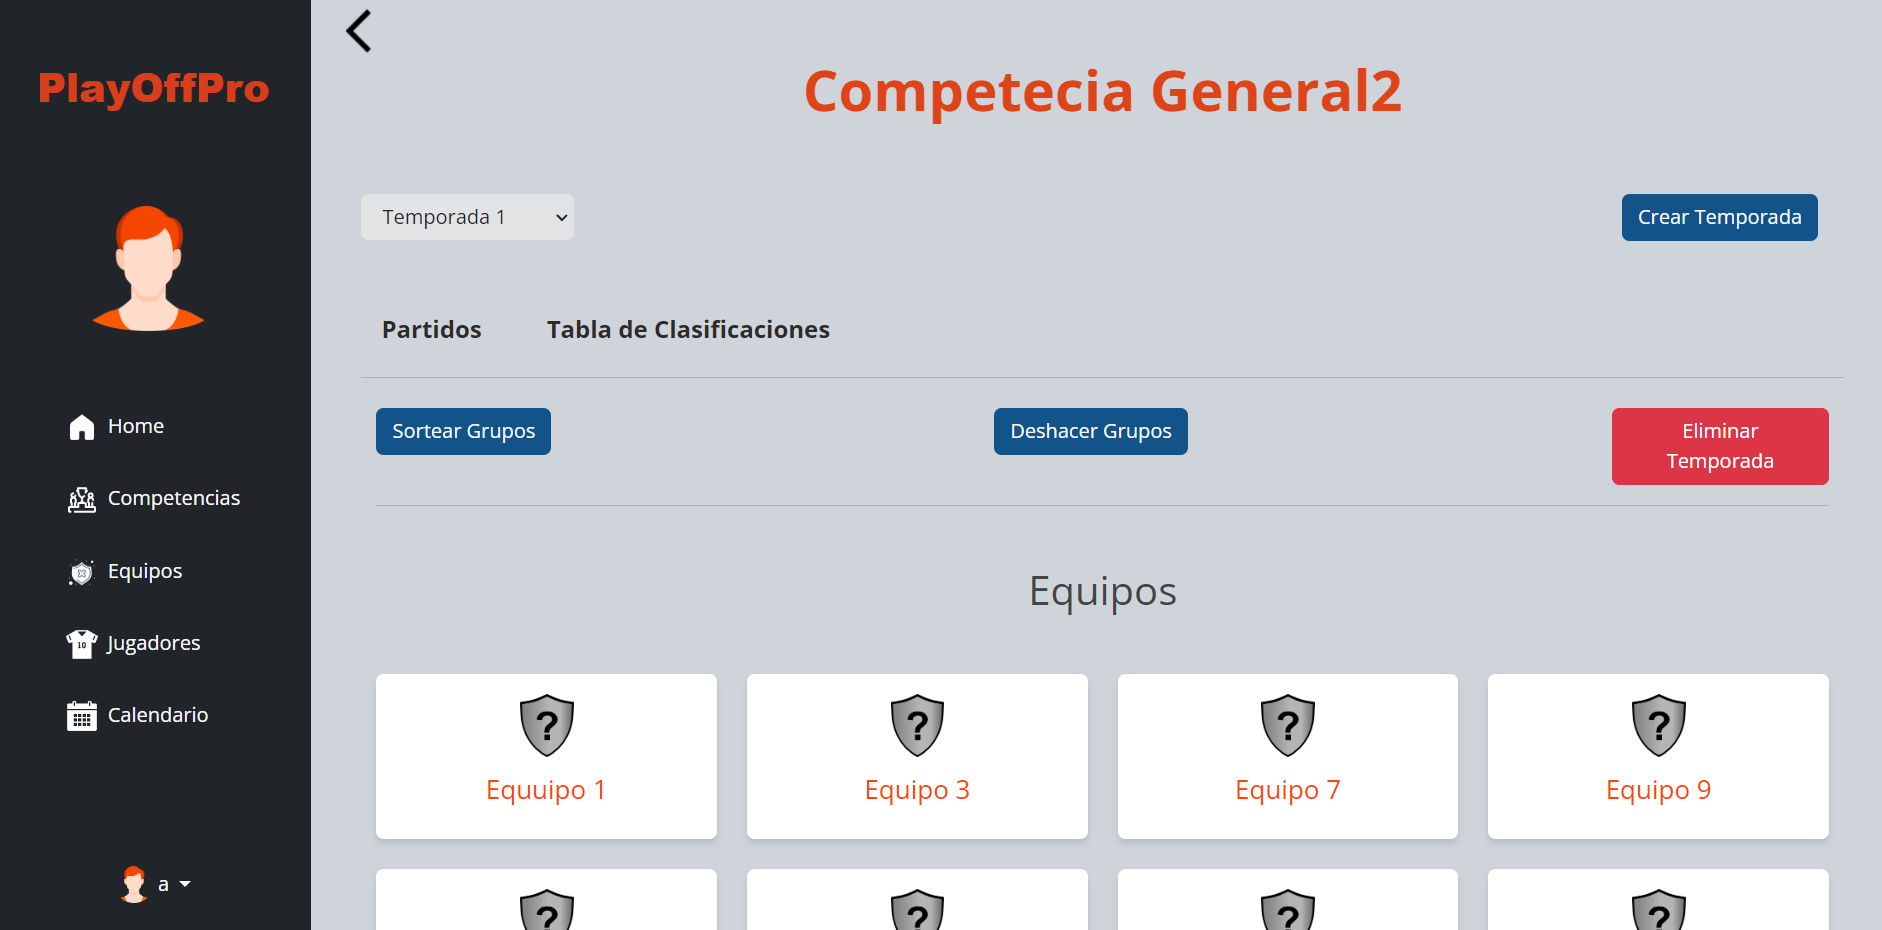 PlayOffPro
Home
Competencias
Equipos
10
Jugadores
Calendario
a
Competecia General2
Temporada 1
Crear Temporada
Partidos
Tabla de Clasificaciones
Sortear Grupos
Deshacer Grupos
Eliminar
Temporada
Equipos
?
?
?
?
Equuipo 1
Equipo 3
Equipo 7
Equipo 9
?
?
?
?